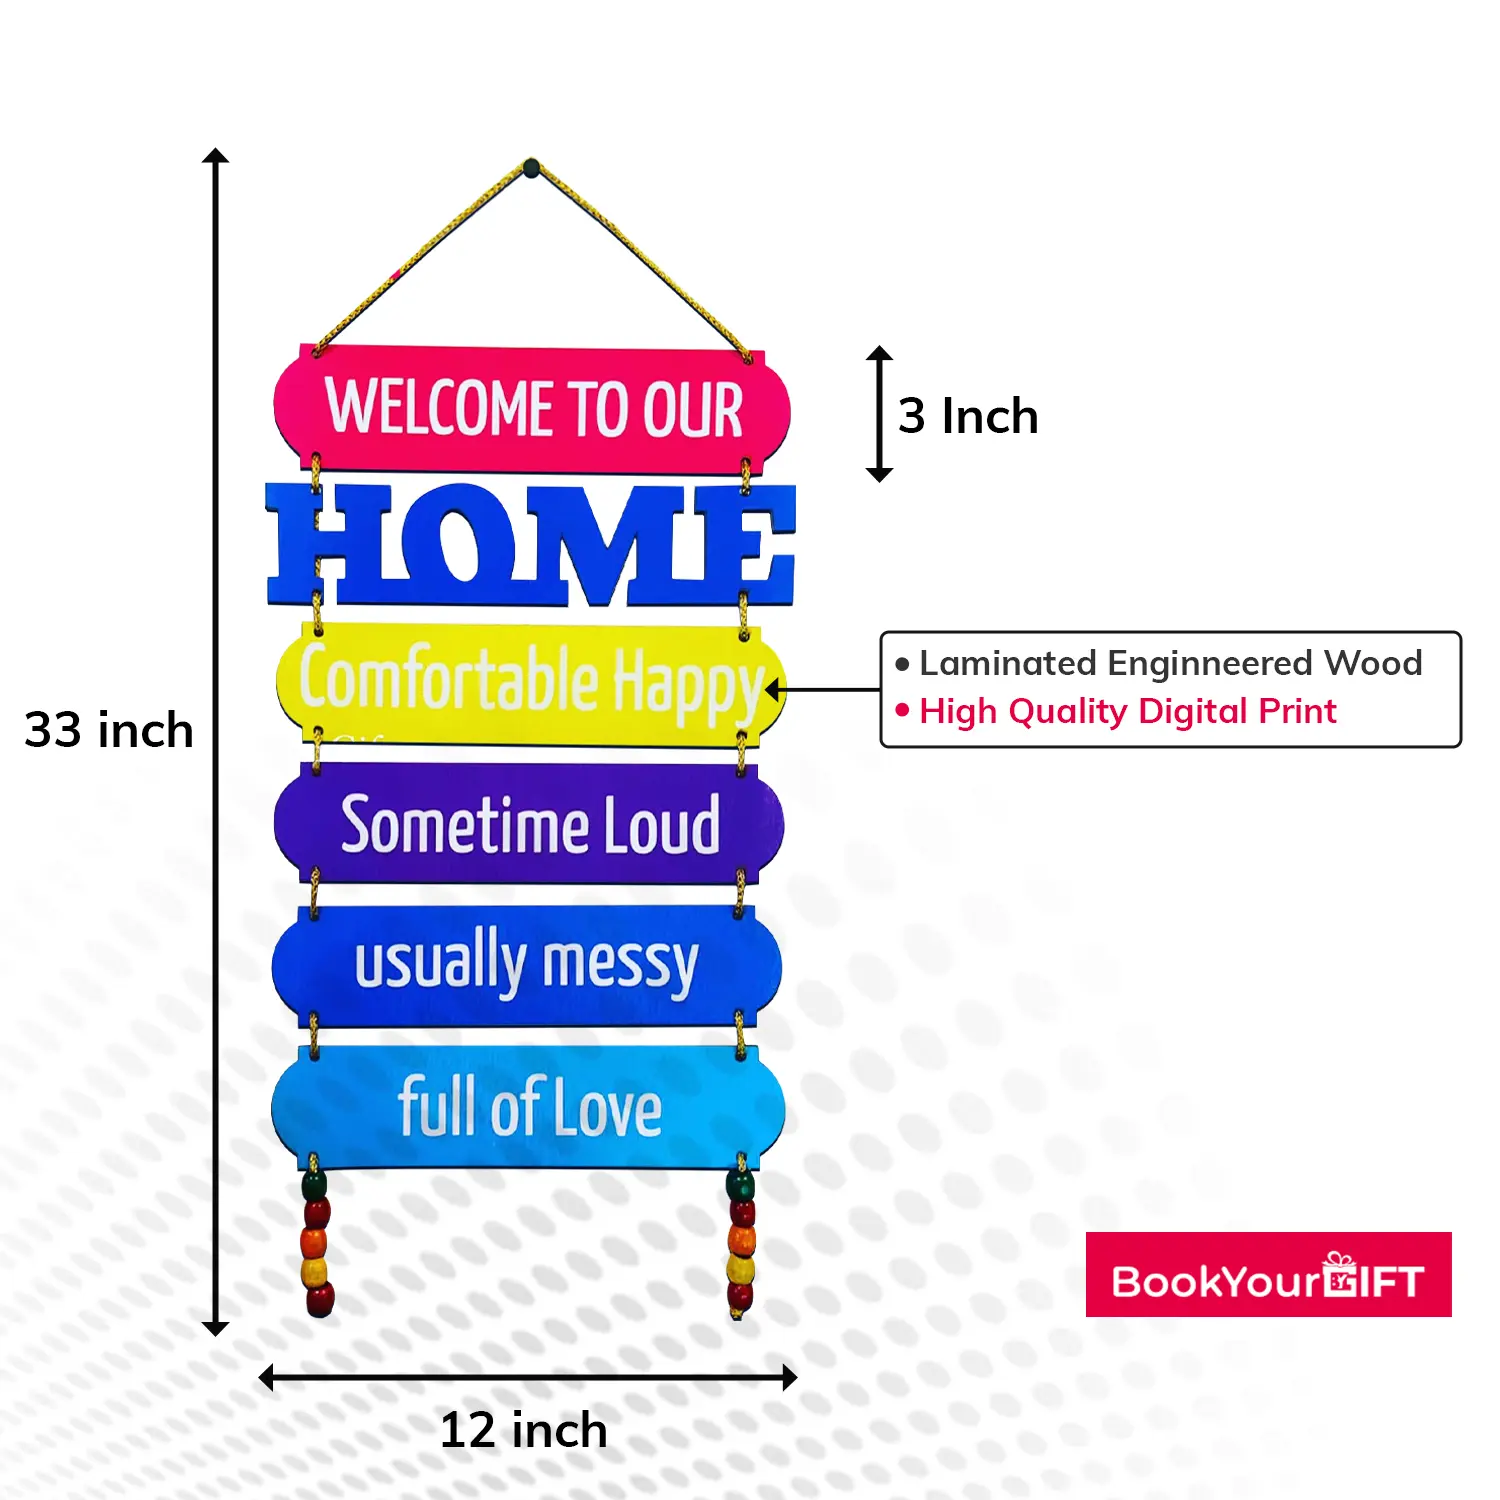 WELCOME TO OUR
3 Inch
HOME
Comfortable Happy
• Laminated Enginneered Wood
• High Quality Digital Print
33 inch
Sometime Loud
usually messy
full of Love
BookYourGIFT
12 inch